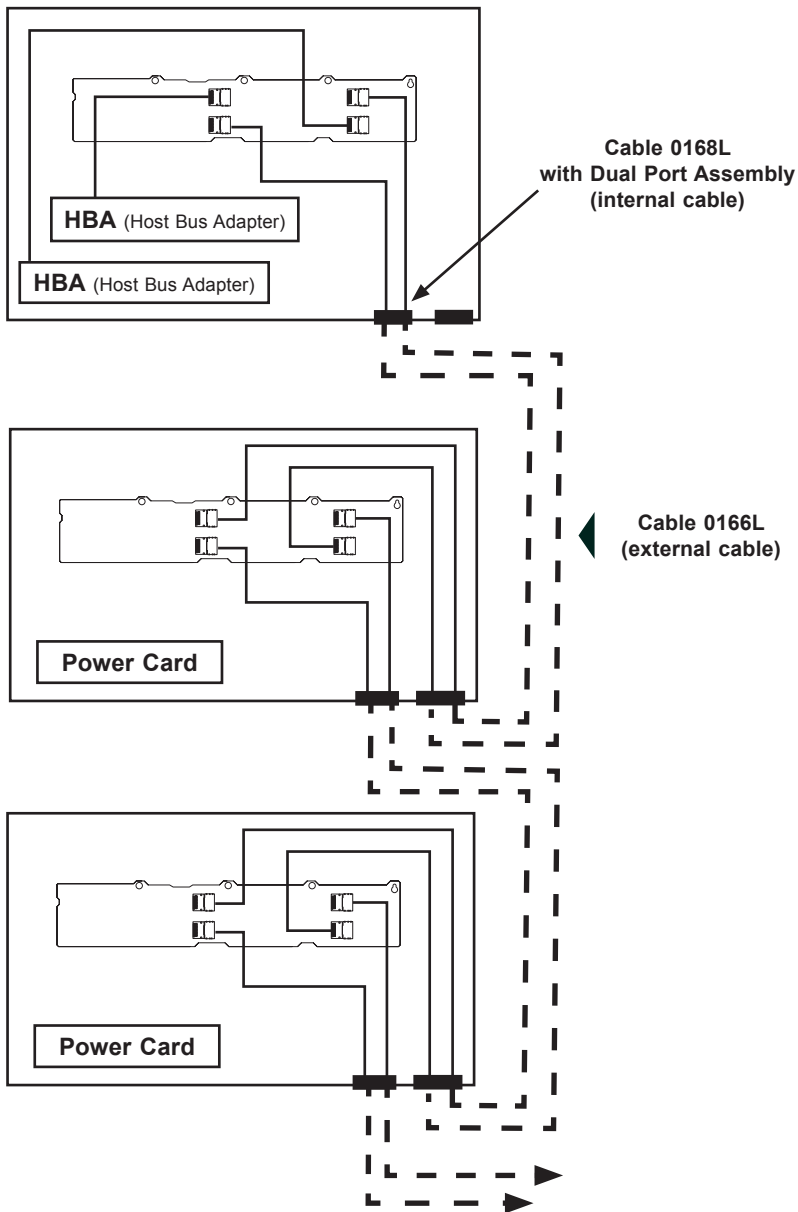 Cable 0168L
with Dual Port Assembly
(internal cable)
HBA (Host Bus Adapter)
HBA (Host Bus Adapter)
Cable 0166L
(external cable)
Power Card
Power Card